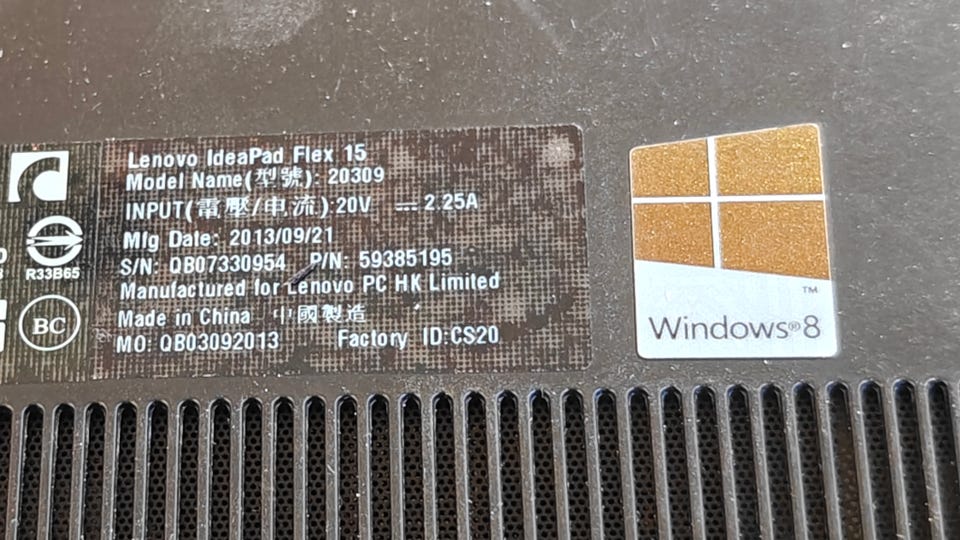 Lenovo IdeaPad Flex 15
Model Name(型號): 20309
INPUT(電壓/电流):20V ⎓ 2.25A
Mfg Date: 2013/09/21
S/N: QB07330954 P/N: 59385195
Manufactured for Lenovo PC HK Limited
Made in China 中國製造
MO: QB03092013 Factory ID:CS20
R33B65
BC
TM
Windows®8